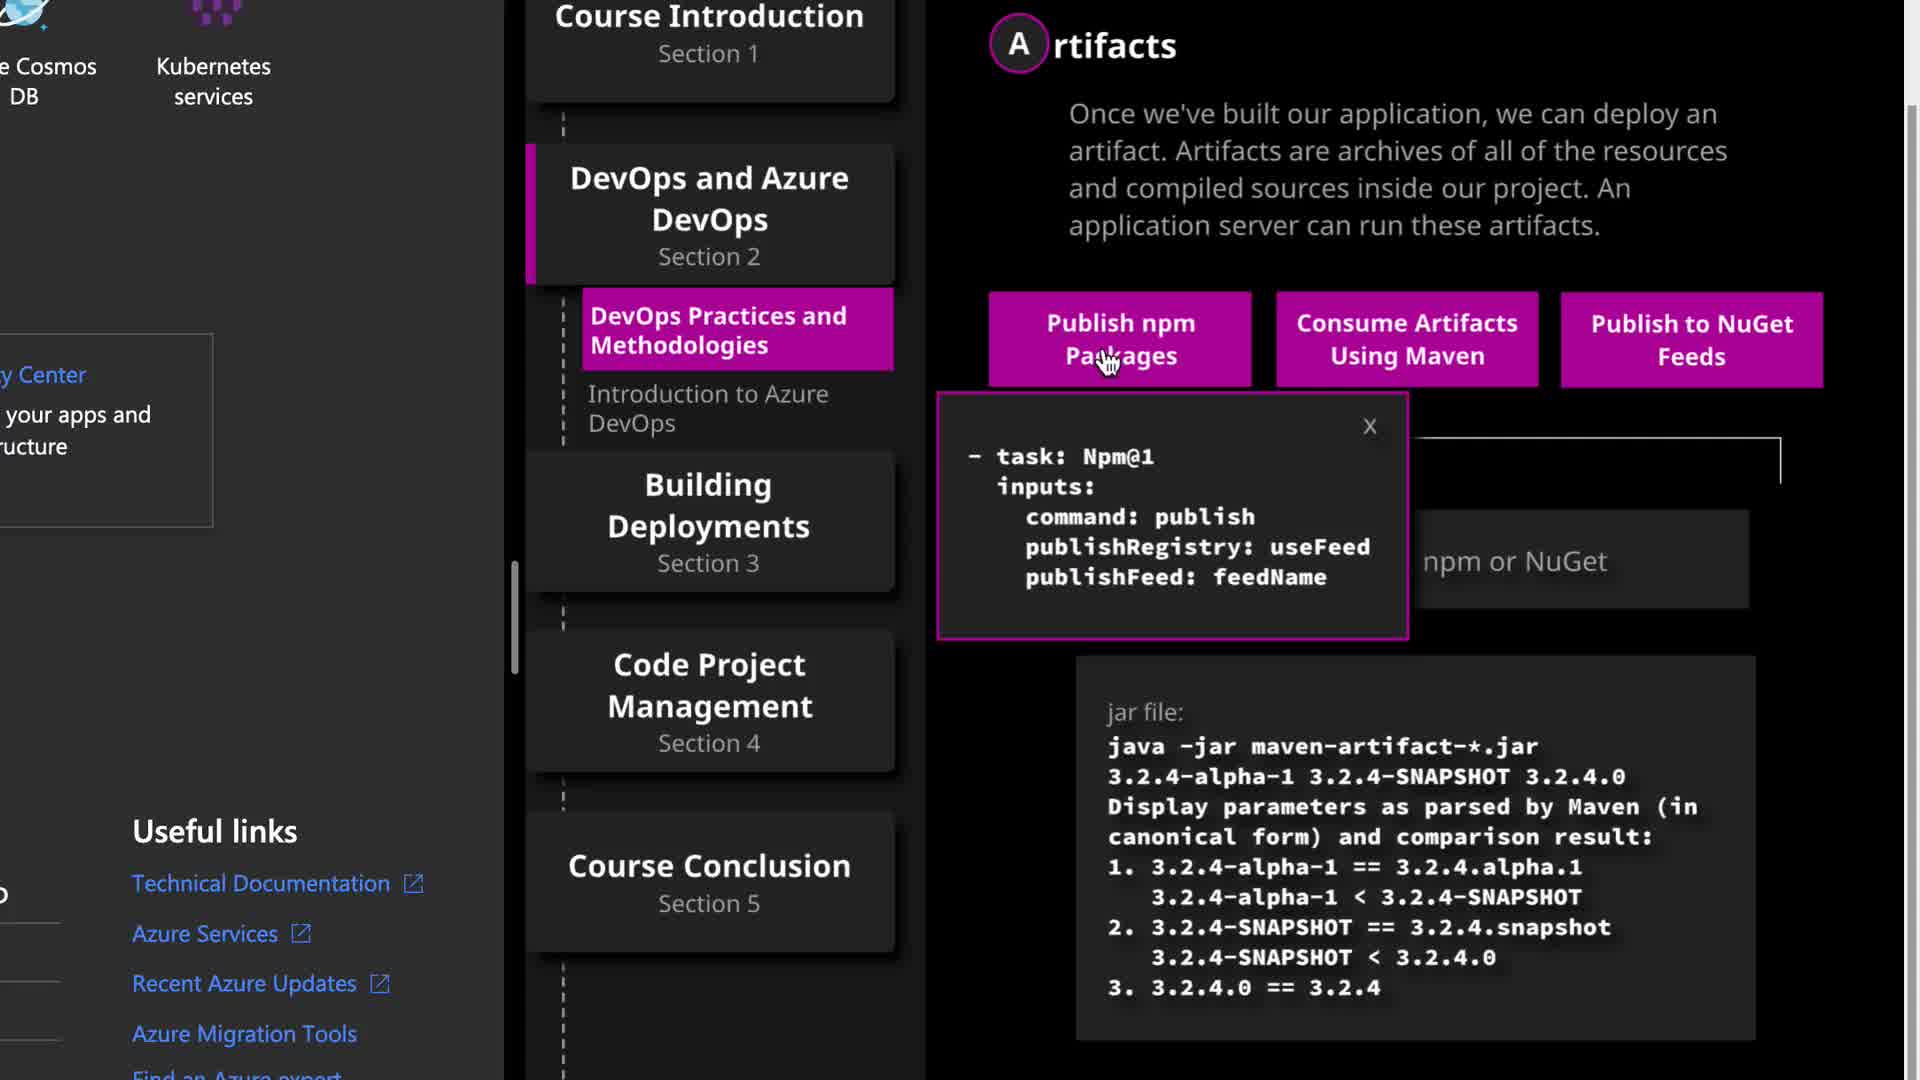 e Cosmos
DB
Kubernetes
services
y Center
your apps and
ructure
Useful links
Technical Documentation
Azure Services
Recent Azure Updates
Azure Migration Tools
Find an Azure expert
Course Introduction
Section 1
DevOps and Azure
DevOps
Section 2
DevOps Practices and
Methodologies
Introduction to Azure
DevOps
Building
Deployments
Section 3
Code Project
Management
Section 4
Course Conclusion
Section 5
Artifacts
Once we've built our application, we can deploy an
artifact. Artifacts are archives of all of the resources
and compiled sources inside our project. An
application server can run these artifacts.
Publish npm
Packages
Consume Artifacts
Using Maven
Publish to NuGet
Feeds
X
- task: Npm@1
inputs:
command: publish
publishRegistry: useFeed
publishFeed: feedName
npm or NuGet
jar file:
java -jar maven-artifact-*.jar
3.2.4-alpha-1 3.2.4-SNAPSHOT 3.2.4.0
Display parameters as parsed by Maven (in
canonical form) and comparison result:
1. 3.2.4-alpha-1 == 3.2.4.alpha.1
3.2.4-alpha-1 < 3.2.4-SNAPSHOT
2. 3.2.4-SNAPSHOT == 3.2.4.snapshot
3.2.4-SNAPSHOT < 3.2.4.0
3. 3.2.4.0 == 3.2.4